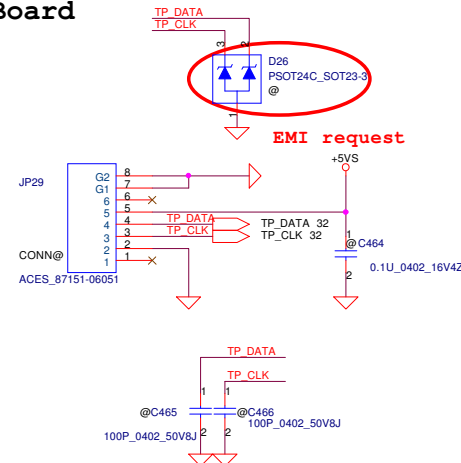 Board
TP_DATA
TP_CLK
3
2
D26
PSOT24C_SOT23-3
@
1
EMI request
+5VS
JP29
G2
G1
6
5
4
3
2
1
8
7
6
5
4
3
2
1
TP_DATA
TP_CLK
TP_DATA 32
TP_CLK 32
CONN@
ACES_87151-06051
1
@C464
2
0.1U_0402_16V4Z
TP_DATA
TP_CLK
1
1
@C465
@C466
100P_0402_50V8J
100P_0402_50V8J
2
2